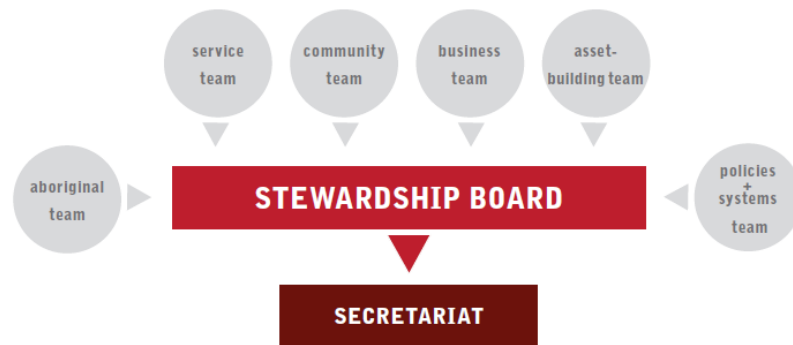 service
team
community
team
business
team
asset-
building team
aboriginal
team
STEWARDSHIP BOARD
policies
+
systems
team
SECRETARIAT